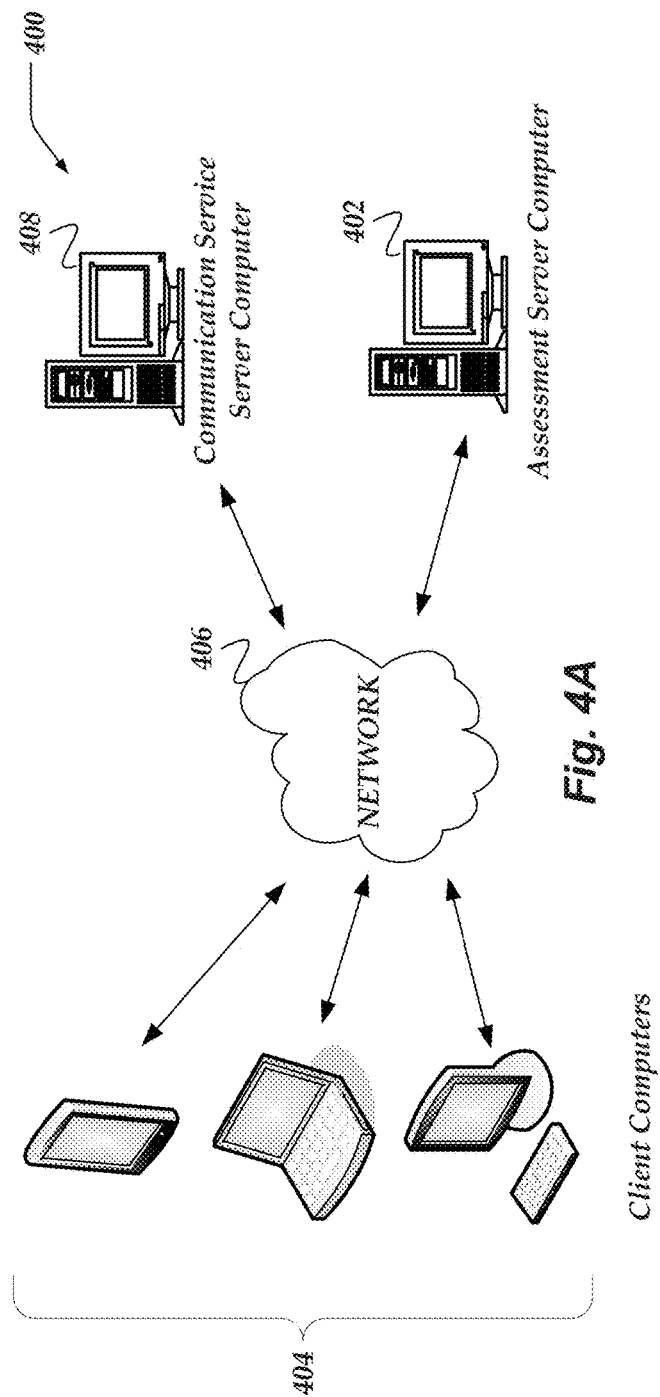 400
408
Communication Service
Server Computer
402
Assessment Server Computer
406
NETWORK
404
Client Computers
Fig. 4A